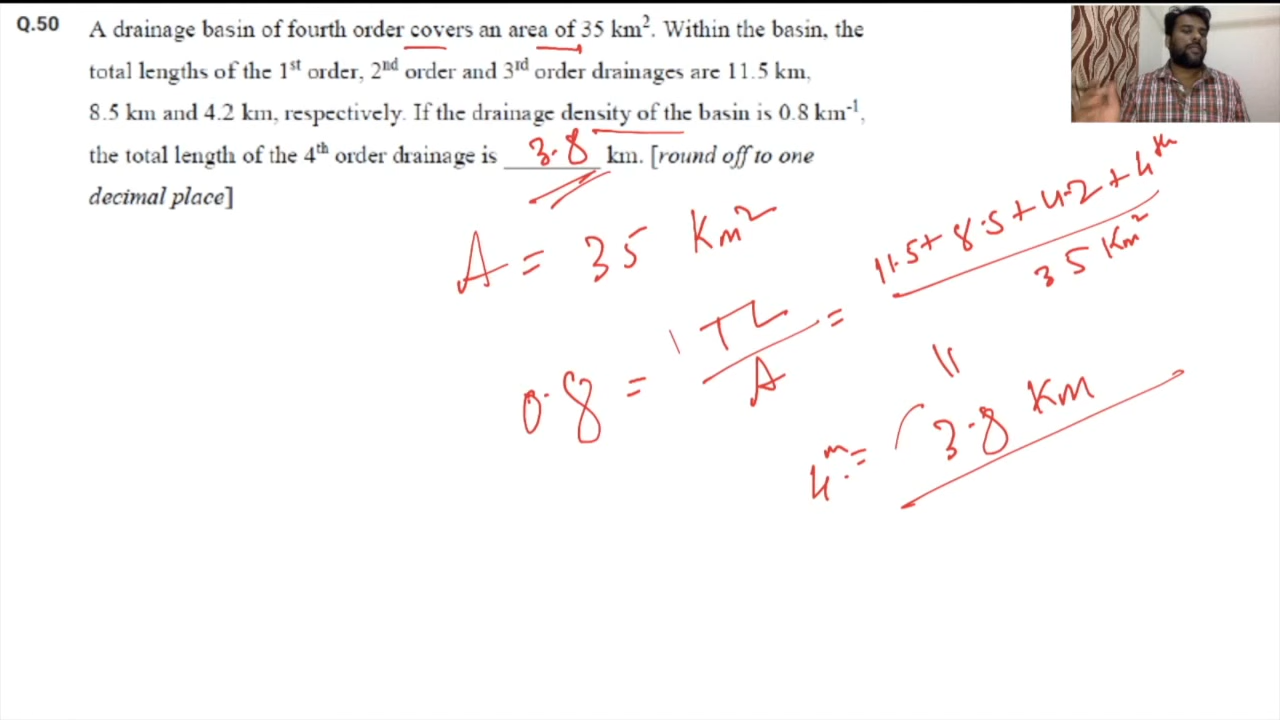 Q.50 A drainage basin of fourth order covers an area of 35 km². Within the basin, the
total lengths of the 1st order, 2nd order and 3rd order drainages are 11.5 km,
8.5 km and 4.2 km, respectively. If the drainage density of the basin is 0.8 km⁻¹,
the total length of the 4th order drainage is 3.8 km. [round off to one
decimal place]
A = 35 Km²
11.5 + 8.5 + 4.2 + 4th
35 Km²
0.8 = TL / A =
11
4th = 3.8 Km